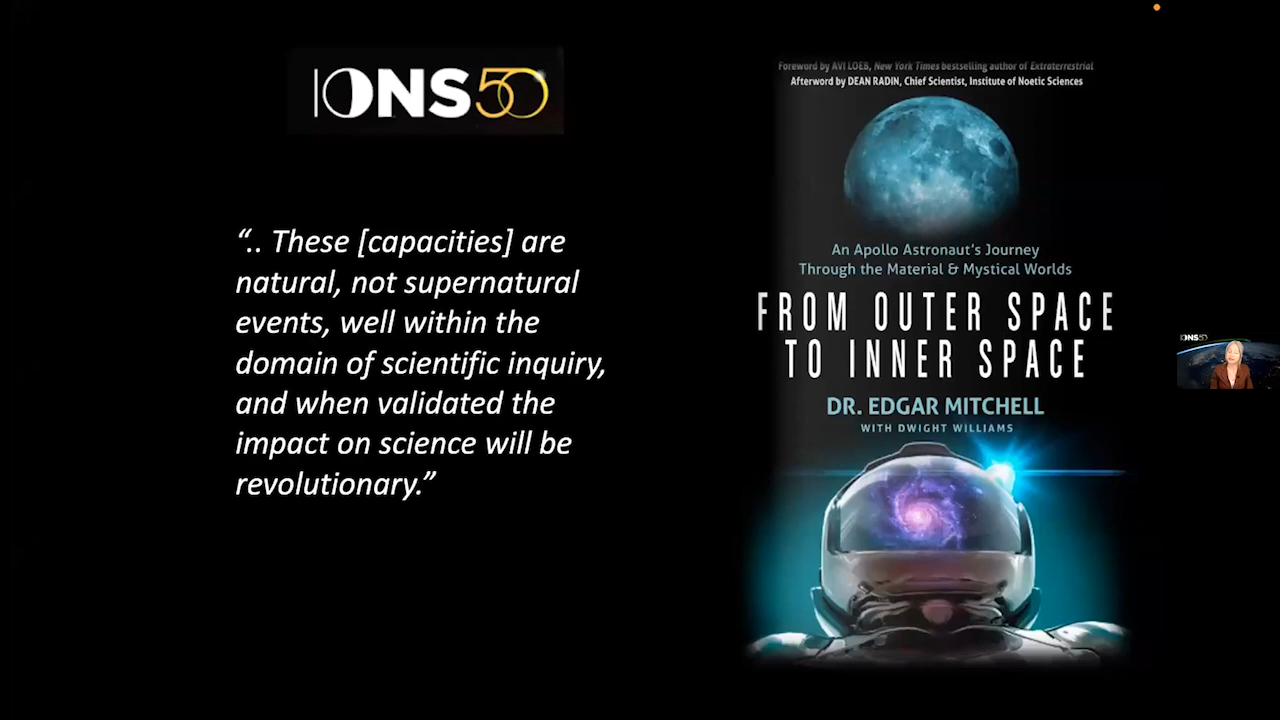 IONS50
“.. These [capacities] are
natural, not supernatural
events, well within the
domain of scientific inquiry,
and when validated the
impact on science will be
revolutionary.”
Foreword by AVI LOEB, New York Times bestselling author of Extraterrestrial
Afterword by DEAN RADIN, Chief Scientist, Institute of Noetic Sciences
An Apollo Astronaut’s Journey
Through the Material & Mystical Worlds
FROM OUTER SPACE
TO INNER SPACE
DR. EDGAR MITCHELL
WITH DWIGHT WILLIAMS
IONS50